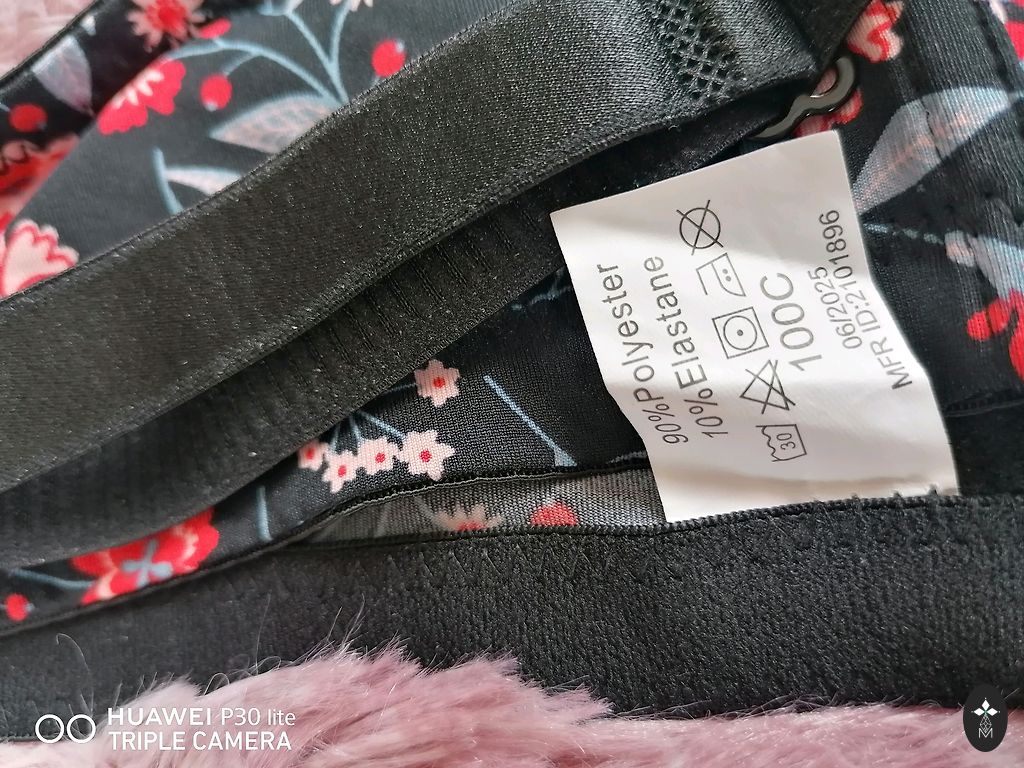 90%Polyester
10%Elastane
30
100C
06/2025
MFR ID:2101896
HUAWEI P30 lite
TRIPLE CAMERA
M